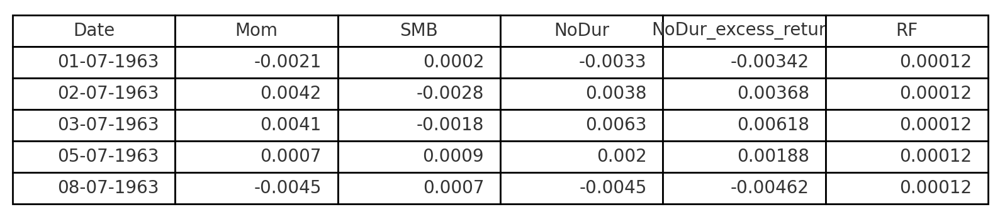 Date Mom SMB NoDur NoDur_excess_retur RF
01-07-1963 -0.0021 0.0002 -0.0033 -0.00342 0.00012
02-07-1963 0.0042 -0.0028 0.0038 0.00368 0.00012
03-07-1963 0.0041 -0.0018 0.0063 0.00618 0.00012
05-07-1963 0.0007 0.0009 0.002 0.00188 0.00012
08-07-1963 -0.0045 0.0007 -0.0045 -0.00462 0.00012